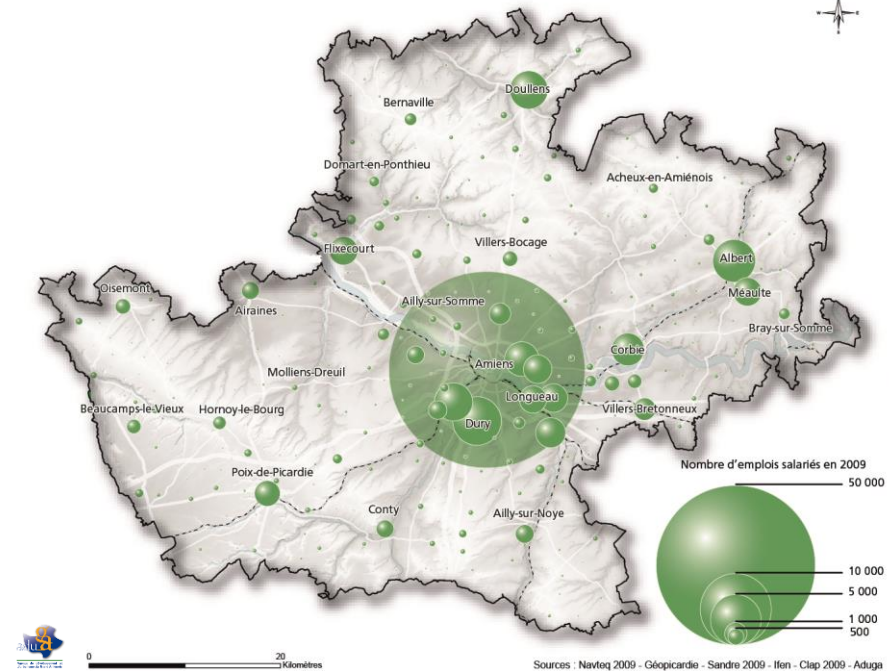 N
W E
S
Doullens
Bernaville
Domart-en-Ponthieu
Acheux-en-Amiénois
Flixecourt
Villers-Bocage
Albert
Oisemont
Airaines
Ailly-sur-Somme
Méaulte
Bray-sur-Somme
Corbie
Amiens
Molliens-Dreuil
Longueau
Beaucamps-le-Vieux
Hornoy-le-Bourg
Villers-Bretonneux
Dury
Poix-de-Picardie
Conty
Ailly-sur-Noye
Nombre d'emplois salariés en 2009
50 000
10 000
5 000
1 000
500
aduga
0 20
Kilomètres
Sources : Navteq 2009 - Géopicardie - Sandre 2009 - Ifen - Clap 2009 - Aduga